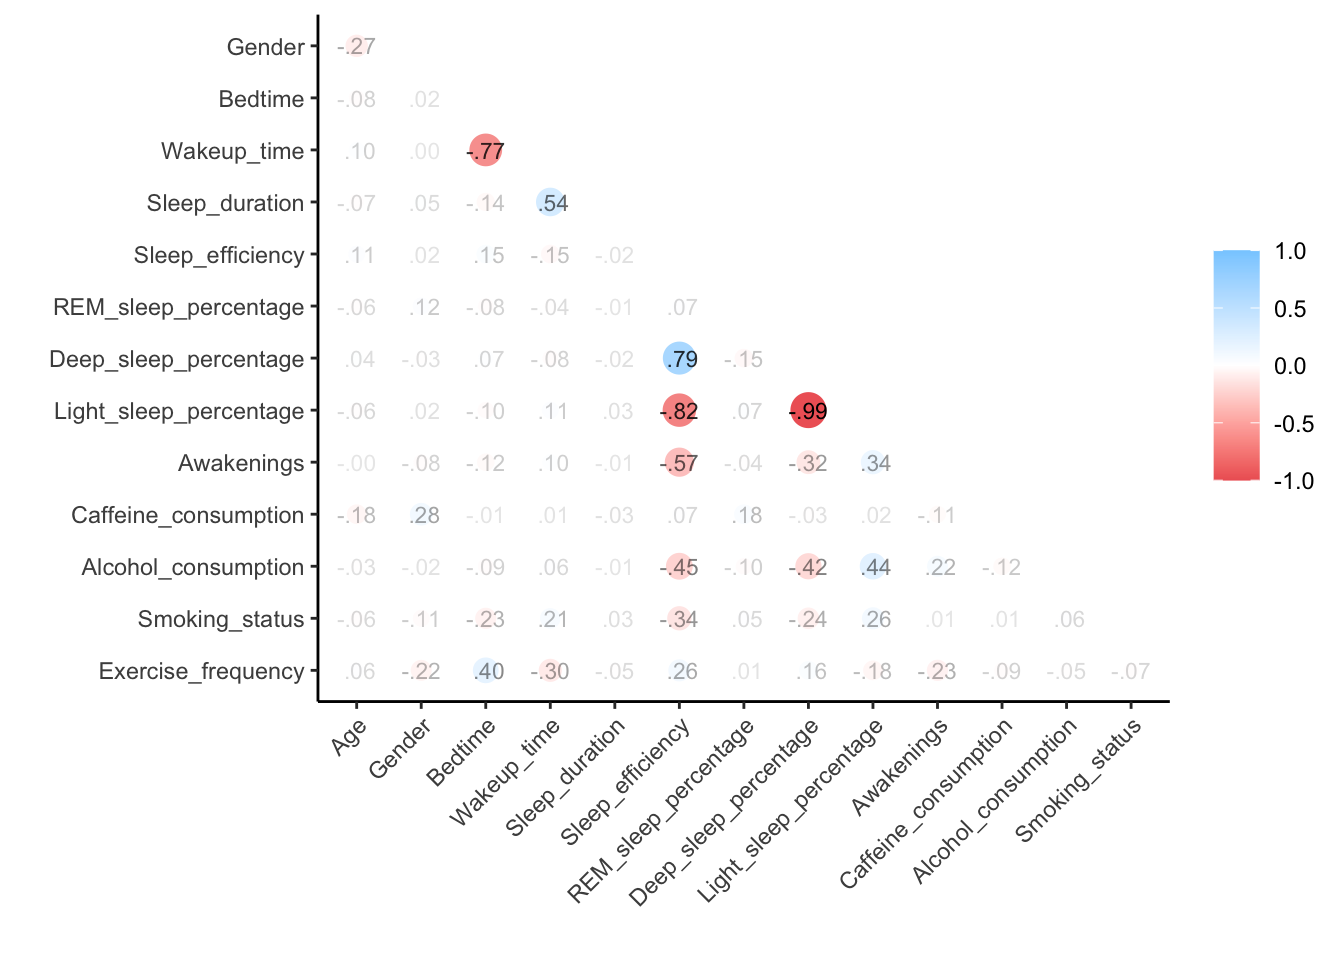 Gender -.27
Bedtime -.08 .02
Wakeup_time .10 .00 -.77
Sleep_duration -.07 .05 -.14 .54
Sleep_efficiency .11 .02 .15 -.15 -.02
REM_sleep_percentage -.06 .12 -.08 -.04 -.01 .07
Deep_sleep_percentage .04 -.03 .07 -.08 -.02 .79 -.15
Light_sleep_percentage -.06 .02 -.10 .11 .03 -.82 .07 -.99
Awakenings -.00 -.08 -.12 .10 -.01 -.57 -.04 -.32 .34
Caffeine_consumption -.18 .28 -.01 .01 -.03 .07 .18 -.03 .02 -.11
Alcohol_consumption -.03 -.02 -.09 .06 -.01 -.45 -.10 -.42 .44 .22 -.12
Smoking_status -.06 -.11 -.23 .21 .03 -.34 .05 -.24 .26 .01 .01 .06
Exercise_frequency .06 -.22 .40 -.30 -.05 .26 .01 .16 -.18 -.23 -.09 -.05 -.07
Age
Gender
Bedtime
Wakeup_time
Sleep_duration
Sleep_efficiency
REM_sleep_percentage
Deep_sleep_percentage
Light_sleep_percentage
Awakenings
Caffeine_consumption
Alcohol_consumption
Smoking_status
1.0
0.5
0.0
-0.5
-1.0